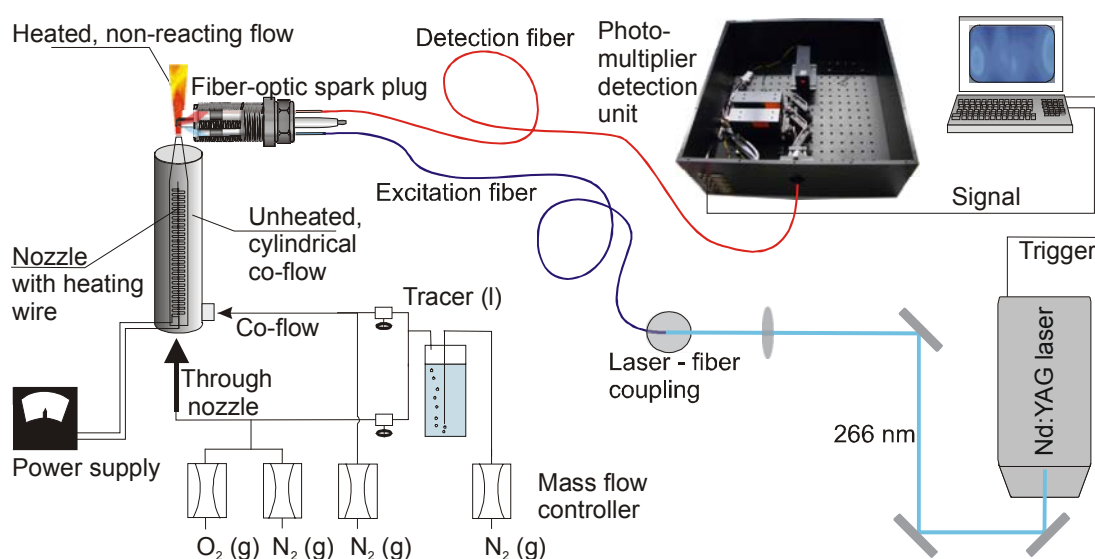 Heated, non-reacting flow
Fiber-optic spark plug
Detection fiber
Photo-
multiplier
detection
unit
Excitation fiber
Signal
Trigger
Nozzle
with heating
wire
Unheated,
cylindrical
co-flow
Tracer (l)
Co-flow
Laser - fiber
coupling
Through
nozzle
266 nm
Nd:YAG laser
Power supply
Mass flow
controller
O₂ (g) N₂ (g) N₂ (g) N₂ (g)